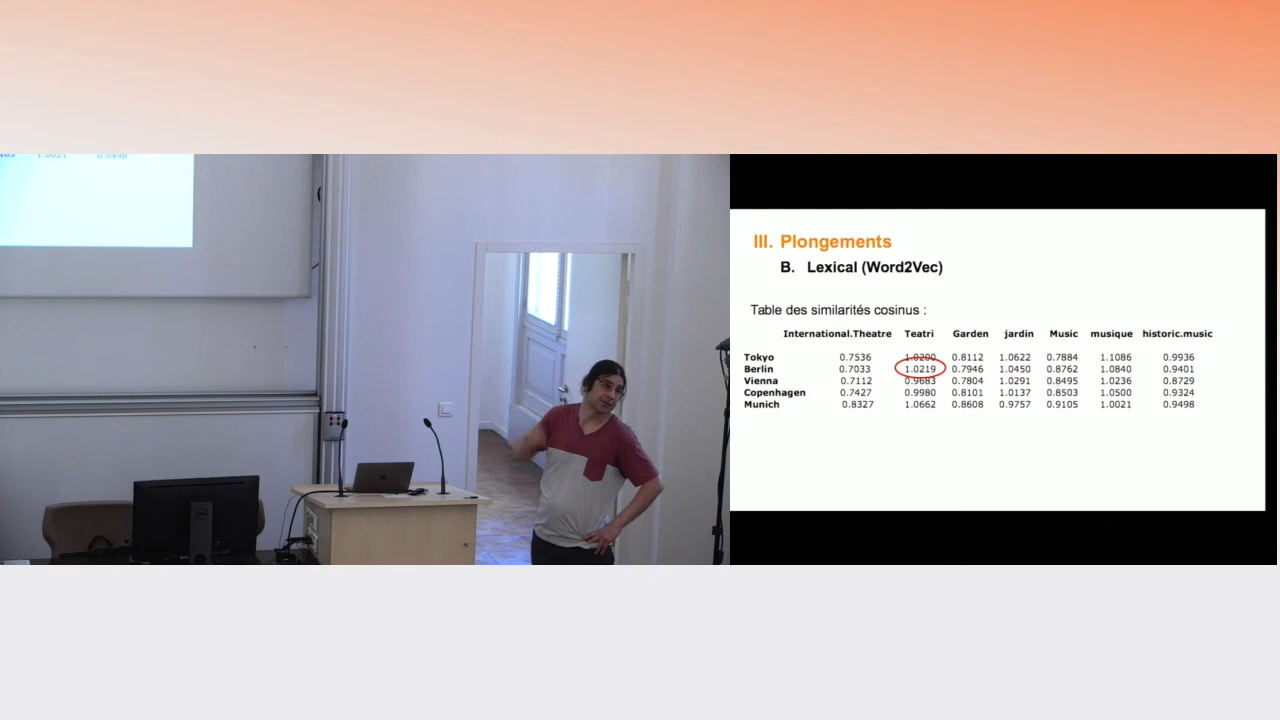 1.0021 0.9498
III. Plongements
B. Lexical (Word2Vec)
Table des similarités cosinus :
International.Theatre Teatri Garden jardin Music musique historic.music
Tokyo 0.7536 1.0200 0.8112 1.0622 0.7884 1.1086 0.9936
Berlin 0.7033 1.0219 0.7946 1.0450 0.8762 1.0840 0.9401
Vienna 0.7112 0.9683 0.7804 1.0291 0.8495 1.0236 0.8729
Copenhagen 0.7427 0.9980 0.8101 1.0137 0.8503 1.0500 0.9324
Munich 0.8327 1.0662 0.8608 0.9757 0.9105 1.0021 0.9498